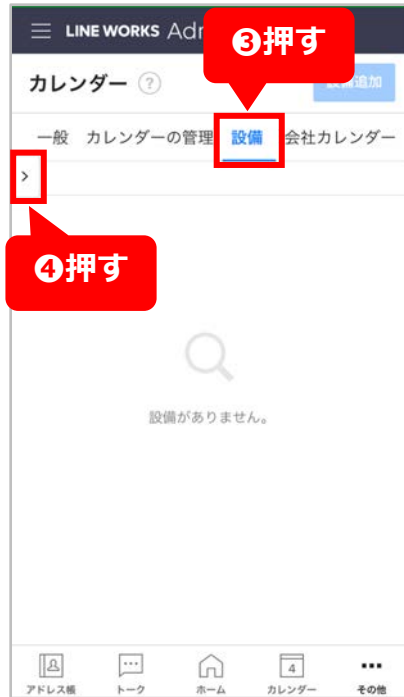 LINE WORKS Adm
❸押す
カレンダー ?
設備追加
一般 カレンダーの管理 設備 会社カレンダー
>
❹押す
設備がありません。
4
アドレス帳 トーク ホーム カレンダー その他